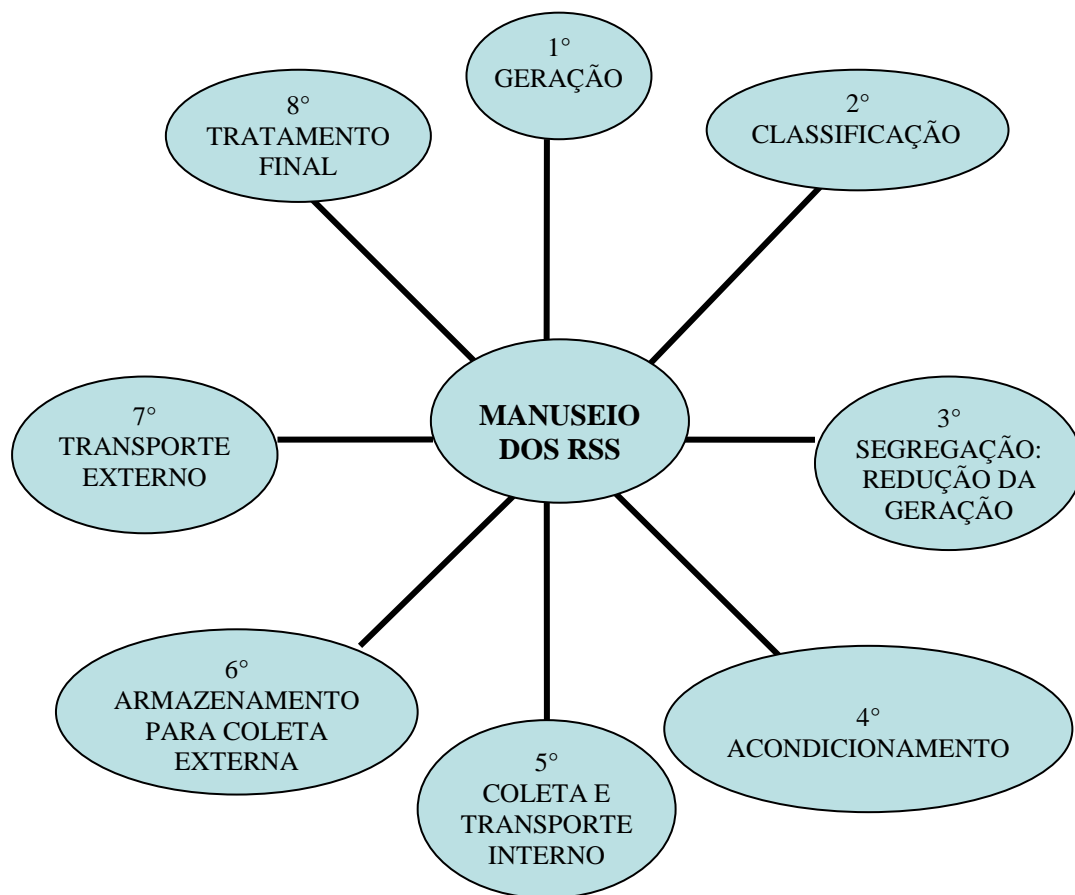 1°
GERAÇÃO
2°
CLASSIFICAÇÃO
3°
SEGREGAÇÃO:
REDUÇÃO DA
GERAÇÃO
4°
ACONDICIONAMENTO
5°
COLETA E
TRANSPORTE
INTERNO
6°
ARMAZENAMENTO
PARA COLETA
EXTERNA
7°
TRANSPORTE
EXTERNO
8°
TRATAMENTO
FINAL
MANUSEIO
DOS RSS